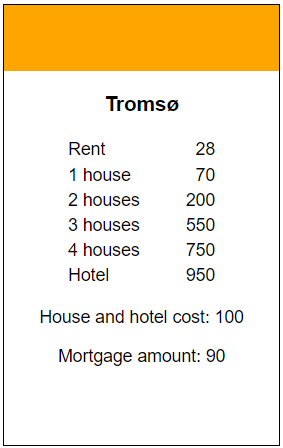 Tromsø
Rent 28
1 house 70
2 houses 200
3 houses 550
4 houses 750
Hotel 950
House and hotel cost: 100
Mortgage amount: 90